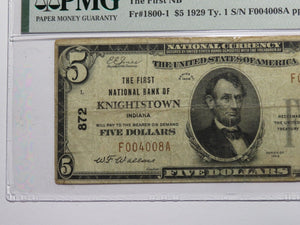 PMG
The First NB
PAPER MONEY GUARANTY
Fr#1800-1 $5 1929 Ty. 1 S/N F004008A
NATIONAL CURRENCY
THE UNITED STATES OF AMERICA
5
THE FIRST
NATIONAL BANK OF
KNIGHTSTOWN
INDIANA
WILL PAY TO THE BEARER ON DEMAND
FIVE DOLLARS
872
F004008A
5
FIVE DOLLARS